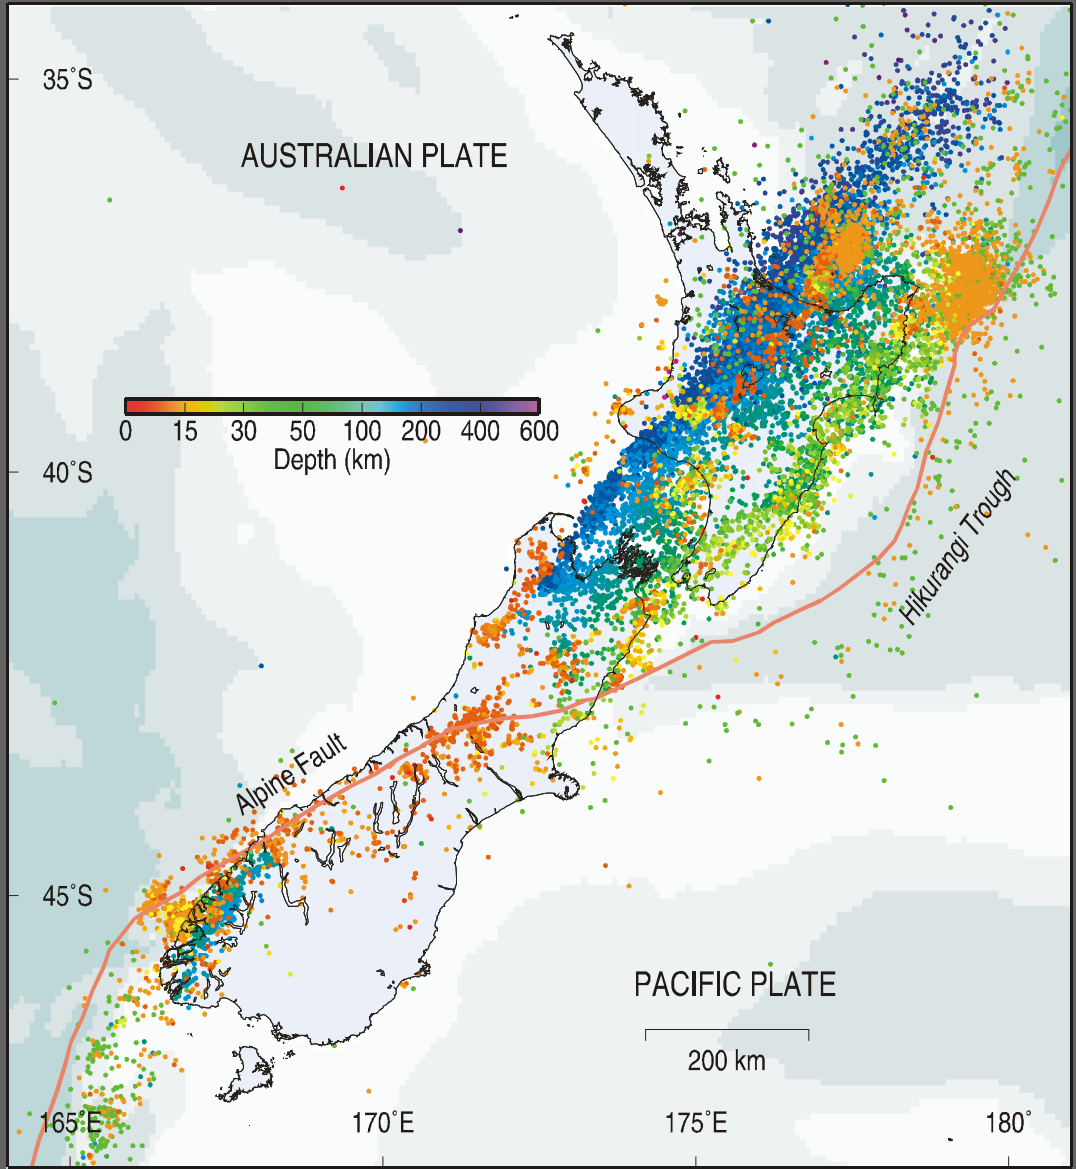 35°S
AUSTRALIAN PLATE
0 15 30 50 100 200 400 600
Depth (km)
40°S
Hikurangi Trough
Alpine Fault
45°S
PACIFIC PLATE
200 km
165°E 170°E 175°E 180°